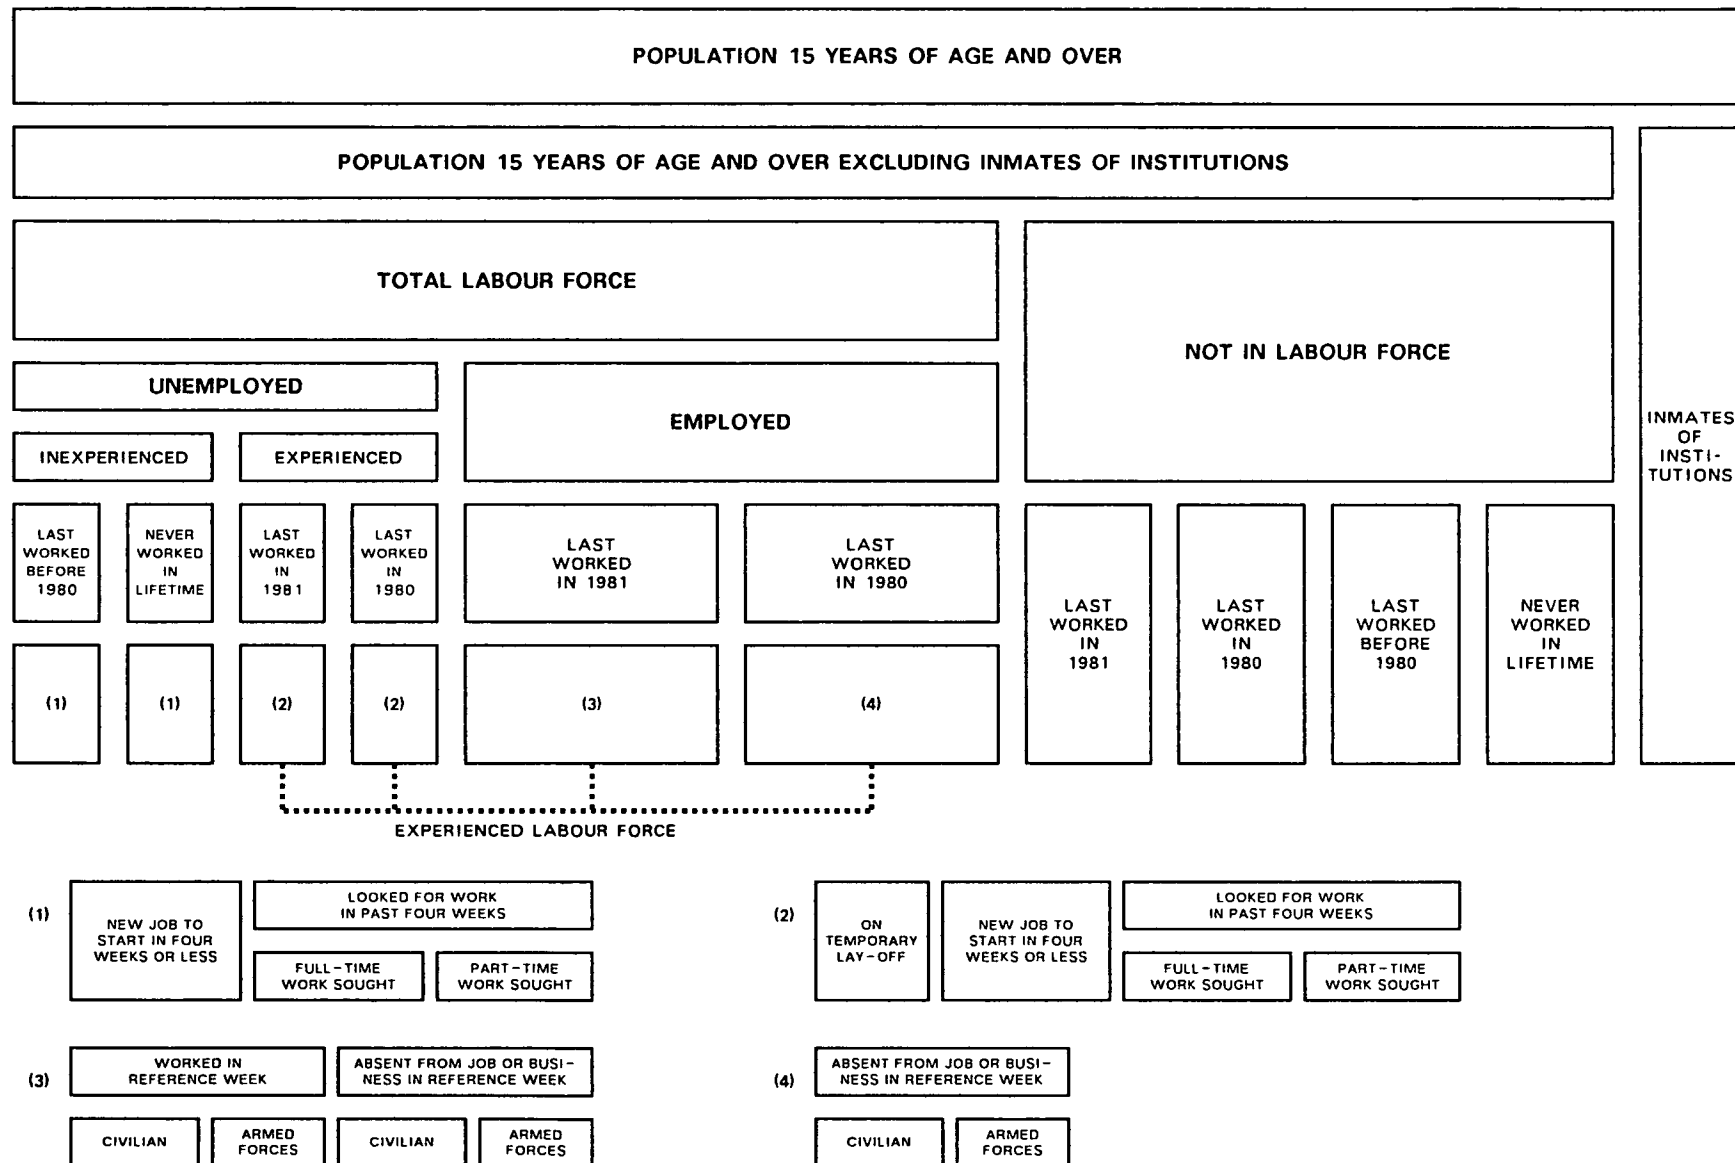 POPULATION 15 YEARS OF AGE AND OVER
POPULATION 15 YEARS OF AGE AND OVER EXCLUDING INMATES OF INSTITUTIONS
TOTAL LABOUR FORCE
NOT IN LABOUR FORCE
INMATES
OF
INSTI-
TUTIONS
UNEMPLOYED
EMPLOYED
INEXPERIENCED
EXPERIENCED
LAST
WORKED
BEFORE
1980
NEVER
WORKED
IN
LIFETIME
LAST
WORKED
IN
1981
LAST
WORKED
IN
1980
LAST
WORKED
IN 1981
LAST
WORKED
IN 1980
LAST
WORKED
IN
1981
LAST
WORKED
IN
1980
LAST
WORKED
BEFORE
1980
NEVER
WORKED
IN
LIFETIME
(1)
(1)
(2)
(2)
(3)
(4)
EXPERIENCED LABOUR FORCE
(1)
NEW JOB TO
START IN FOUR
WEEKS OR LESS
LOOKED FOR WORK
IN PAST FOUR WEEKS
FULL-TIME
WORK SOUGHT
PART-TIME
WORK SOUGHT
(2)
ON
TEMPORARY
LAY-OFF
NEW JOB TO
START IN FOUR
WEEKS OR LESS
LOOKED FOR WORK
IN PAST FOUR WEEKS
FULL-TIME
WORK SOUGHT
PART-TIME
WORK SOUGHT
(3)
WORKED IN
REFERENCE WEEK
ABSENT FROM JOB OR BUSI-
NESS IN REFERENCE WEEK
CIVILIAN
ARMED
FORCES
CIVILIAN
ARMED
FORCES
(4)
ABSENT FROM JOB OR BUSI-
NESS IN REFERENCE WEEK
CIVILIAN
ARMED
FORCES